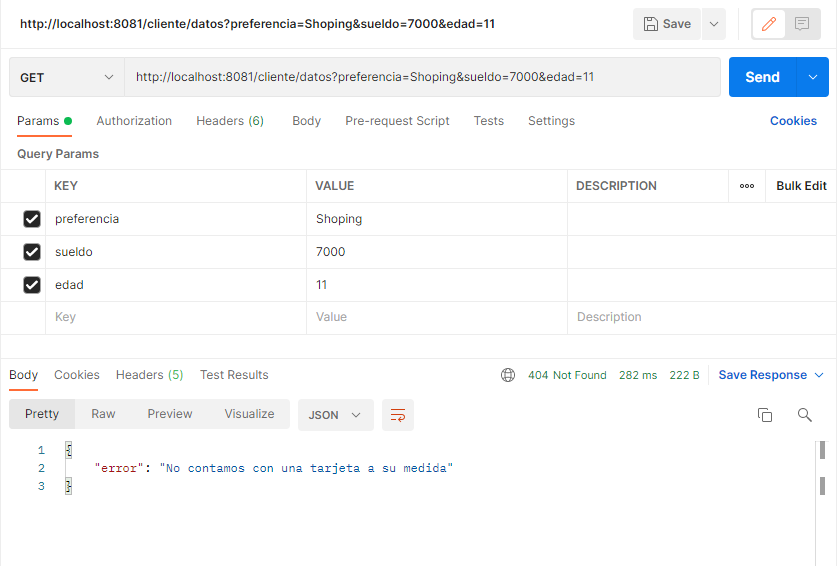 http://localhost:8081/cliente/datos?preferencia=Shoping&sueldo=7000&edad=11 Save
GET http://localhost:8081/cliente/datos?preferencia=Shoping&sueldo=7000&edad=11 Send
Params Authorization Headers (6) Body Pre-request Script Tests Settings Cookies
Query Params
KEY VALUE DESCRIPTION ooo Bulk Edit
preferencia Shoping
sueldo 7000
edad 11
Key Value Description
Body Cookies Headers (5) Test Results 404 Not Found 282 ms 222 B Save Response
Pretty Raw Preview Visualize JSON
1 {
2 "error": "No contamos con una tarjeta a su medida"
3 }